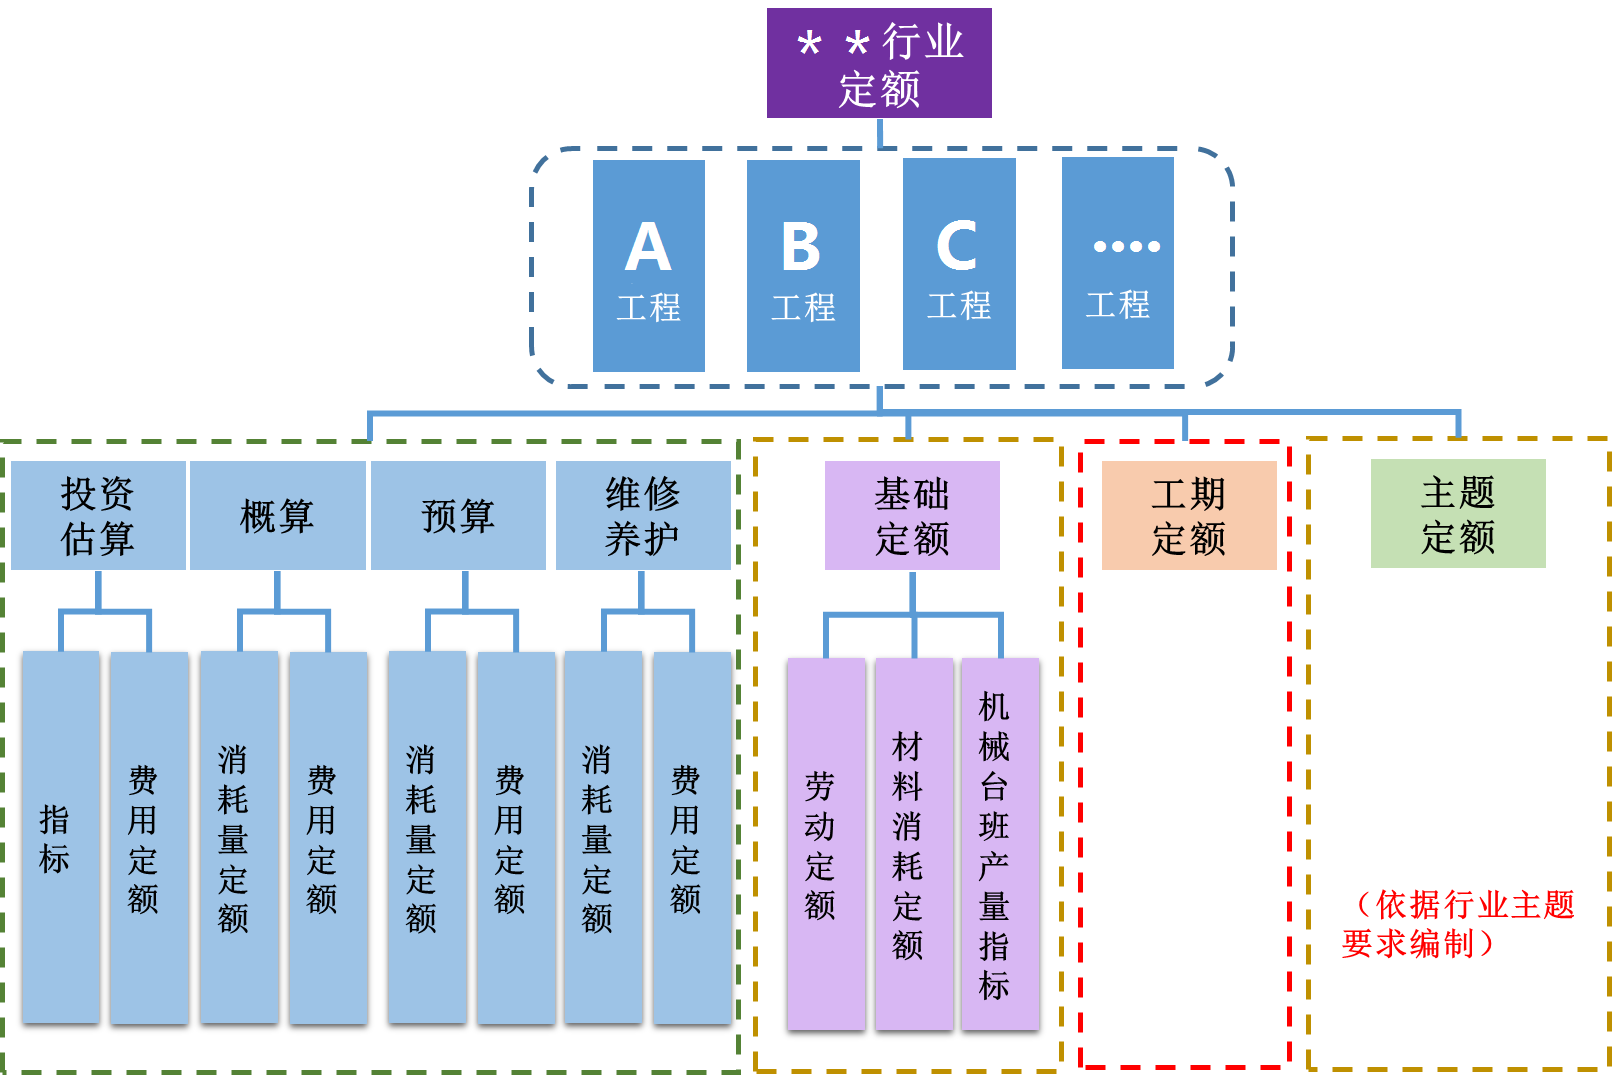 ＊＊行业
定额
A
工程
B
工程
C
工程
••••
工程
投资
估算
概算
预算
维修
养护
基础
定额
工期
定额
主题
定额
指标
费用定额
消耗量定额
费用定额
消耗量定额
费用定额
消耗量定额
费用定额
劳动定额
材料消耗定额
机械台班产量指标
（依据行业主题
要求编制）